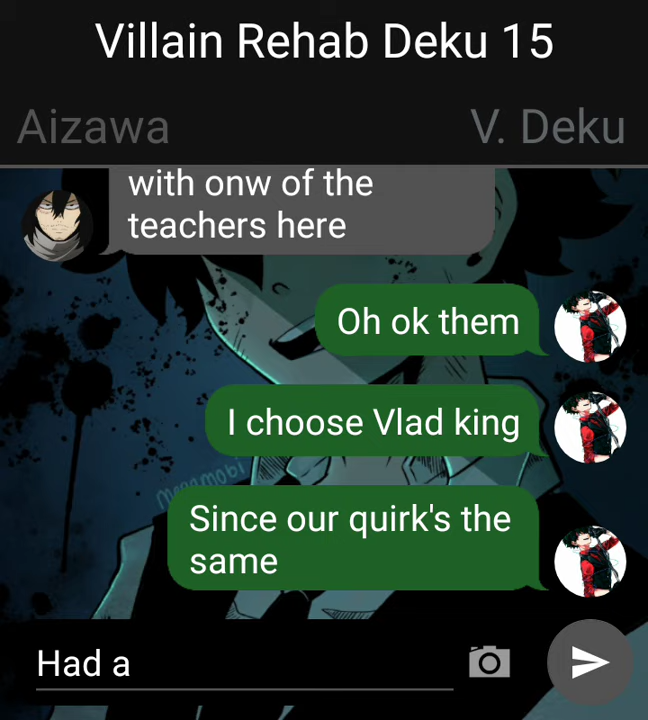 Villain Rehab Deku 15
Aizawa
V. Deku
with onw of the
teachers here
Oh ok them
I choose Vlad king
Since our quirk's the
same
Megamobi
Had a